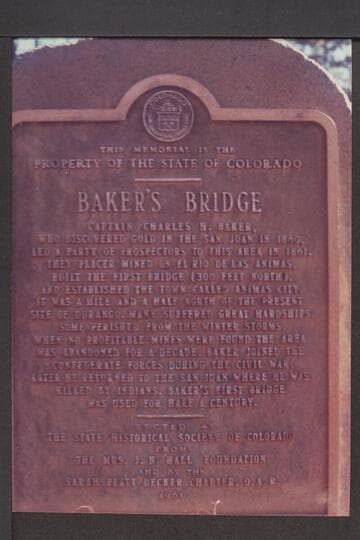 COLORADO
THIS MEMORIAL IS THE
PROPERTY OF THE STATE OF COLORADO
BAKER'S BRIDGE
CAPTAIN CHARLES H. BAKER,
WHO DISCOVERED GOLD IN THE SAN JUAN IN 1860,
LED A PARTY OF PROSPECTORS TO THIS AREA IN 1861.
THEY PLACER MINED ON EL RIO DE LAS ANIMAS,
BUILT THE FIRST BRIDGE (300 FEET NORTH),
AND ESTABLISHED THE TOWN CALLED ANIMAS CITY.
IT WAS A MILE AND A HALF NORTH OF THE PRESENT
SITE OF DURANGO. MANY SUFFERED GREAT HARDSHIPS.
SOME PERISHED FROM THE WINTER STORMS.
WHEN NO PROFITABLE MINES WERE FOUND THE AREA
WAS ABANDONED FOR A DECADE. BAKER JOINED THE
CONFEDERATE FORCES DURING THE CIVIL WAR.
LATER HE RETURNED TO THE SAN JUAN WHERE HE WAS
KILLED BY INDIANS. BAKER'S FIRST BRIDGE
WAS USED FOR HALF A CENTURY.
ERECTED BY
THE STATE HISTORICAL SOCIETY OF COLORADO
FROM
THE MRS. J. N. HALL FOUNDATION
AND BY THE
SARAH PLATT DECKER CHAPTER, D.A.R.